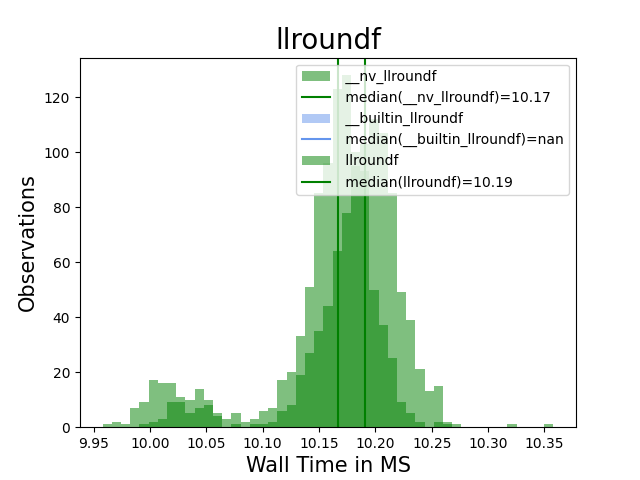 llroundf
__nv_llroundf
median(__nv_llroundf)=10.17
__builtin_llroundf
median(__builtin_llroundf)=nan
llroundf
median(llroundf)=10.19
120
100
80
60
40
20
0
Observations
9.95 10.00 10.05 10.10 10.15 10.20 10.25 10.30 10.35
Wall Time in MS